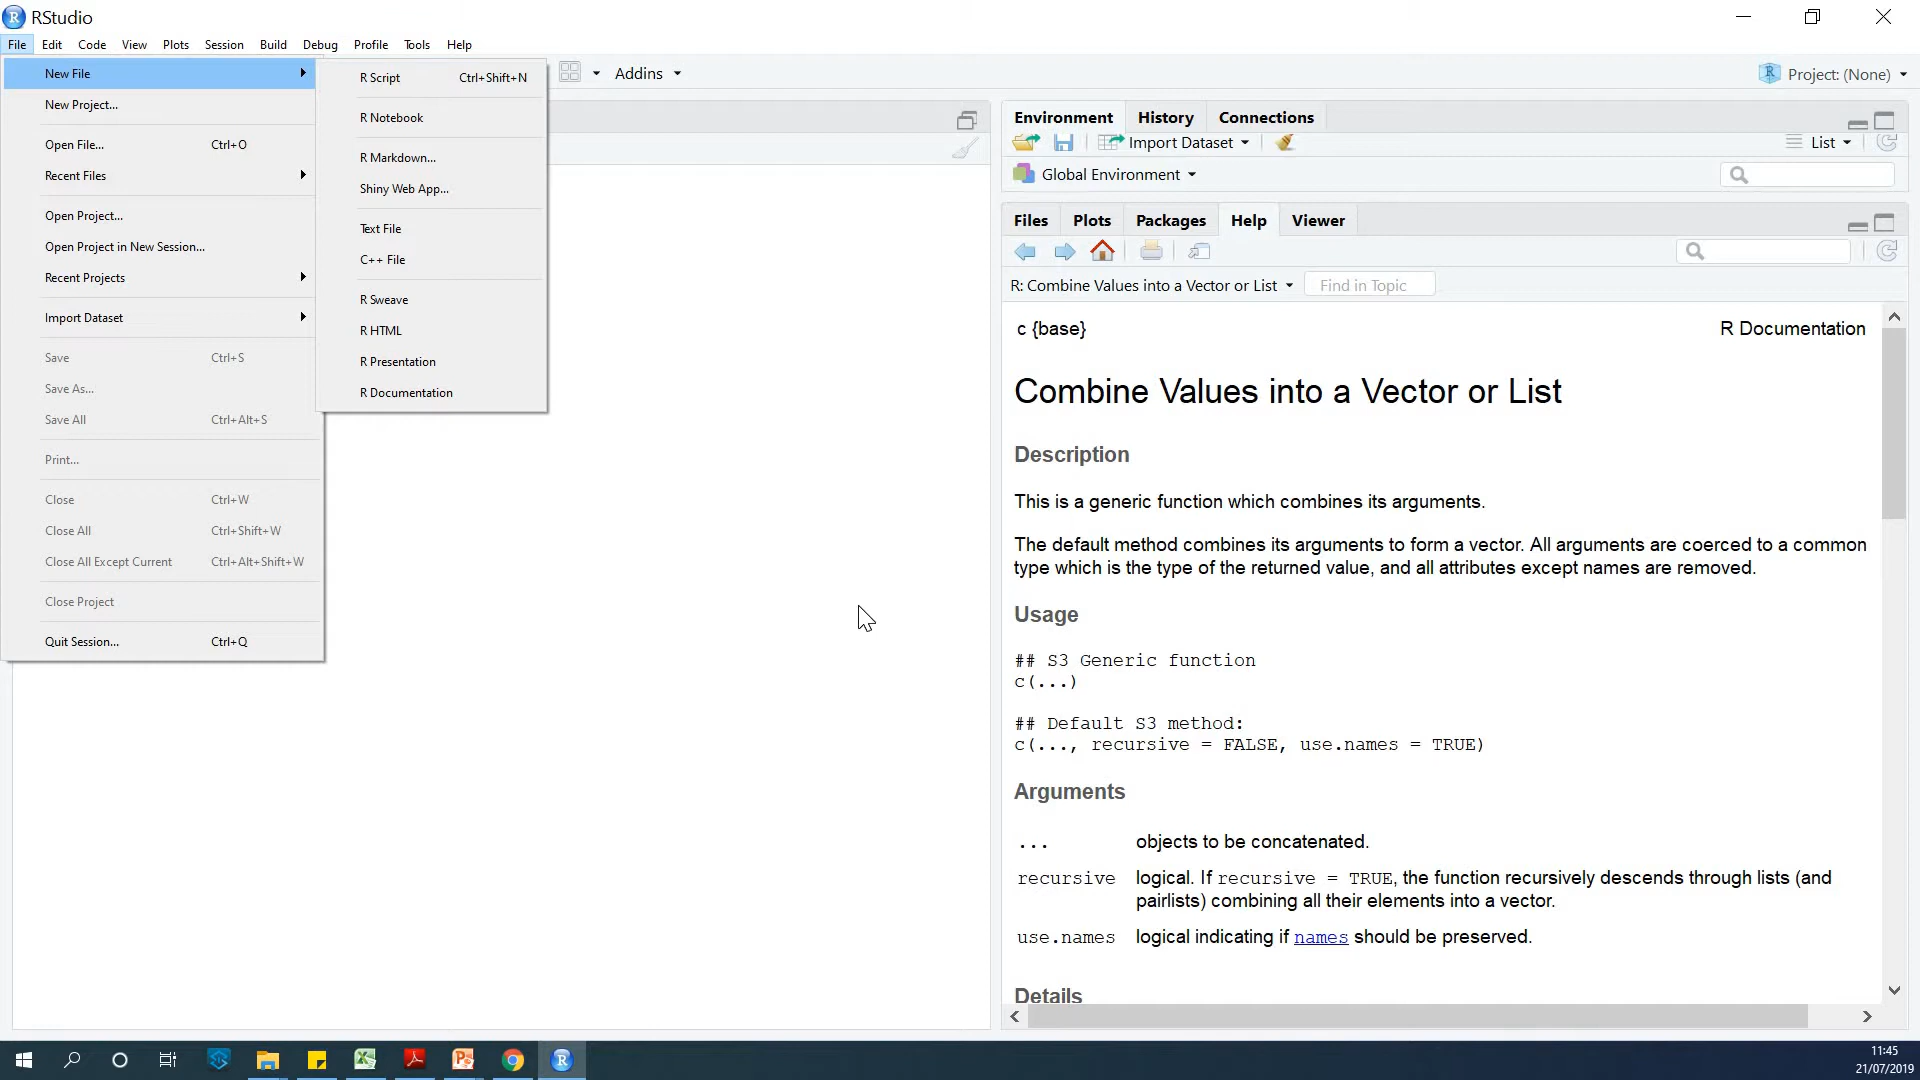 RStudio
File Edit Code View Plots Session Build Debug Profile Tools Help
New File
New Project...
Open File... Ctrl+O
Recent Files
Open Project...
Open Project in New Session...
Recent Projects
Import Dataset
Save Ctrl+S
Save As...
Save All Ctrl+Alt+S
Print...
Close Ctrl+W
Close All Ctrl+Shift+W
Close All Except Current Ctrl+Alt+Shift+W
Close Project
Quit Session... Ctrl+Q
R Script Ctrl+Shift+N
R Notebook
R Markdown...
Shiny Web App...
Text File
C++ File
R Sweave
R HTML
R Presentation
R Documentation
Addins
Project: (None)
Environment History Connections
Import Dataset List
Global Environment
Files Plots Packages Help Viewer
R: Combine Values into a Vector or List Find in Topic
c {base} R Documentation
Combine Values into a Vector or List
Description
This is a generic function which combines its arguments.
The default method combines its arguments to form a vector. All arguments are coerced to a common
type which is the type of the returned value, and all attributes except names are removed.
Usage
## S3 Generic function
c(...)
## Default S3 method:
c(..., recursive = FALSE, use.names = TRUE)
Arguments
... objects to be concatenated.
recursive logical. If recursive = TRUE, the function recursively descends through lists (and
pairlists) combining all their elements into a vector.
use.names logical indicating if names should be preserved.
Details
11:45
21/07/2019